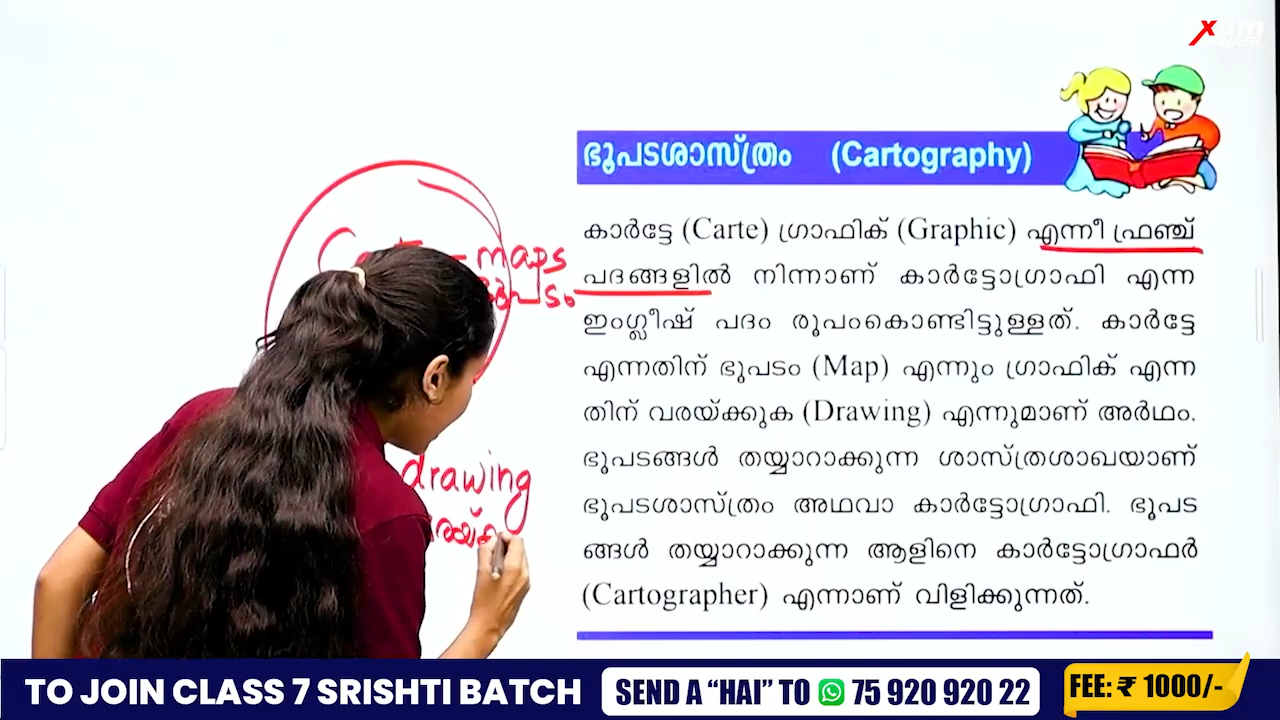 Xam
WINNER
ഭൂപടശാസ്ത്രം (Cartography)
കാർട്ടേ (Carte) ഗ്രാഫിക് (Graphic) എന്നീ ഫ്രഞ്ച്
പദങ്ങളിൽ നിന്നാണ് കാർട്ടോഗ്രാഫി എന്ന
ഇംഗ്ലീഷ് പദം രൂപംകൊണ്ടിട്ടുള്ളത്. കാർട്ടേ
എന്നതിന് ഭൂപടം (Map) എന്നും ഗ്രാഫിക് എന്ന
തിന് വരയ്ക്കുക (Drawing) എന്നുമാണ് അർഥം.
ഭൂപടങ്ങൾ തയ്യാറാക്കുന്ന ശാസ്ത്രശാഖയാണ്
ഭൂപടശാസ്ത്രം അഥവാ കാർട്ടോഗ്രാഫി. ഭൂപട
ങ്ങൾ തയ്യാറാക്കുന്ന ആളിനെ കാർട്ടോഗ്രാഫർ
(Cartographer) എന്നാണ് വിളിക്കുന്നത്.
maps
drawing
TO JOIN CLASS 7 SRISHTI BATCH
SEND A “HAI” TO 75 920 920 22
FEE: ₹ 1000/-